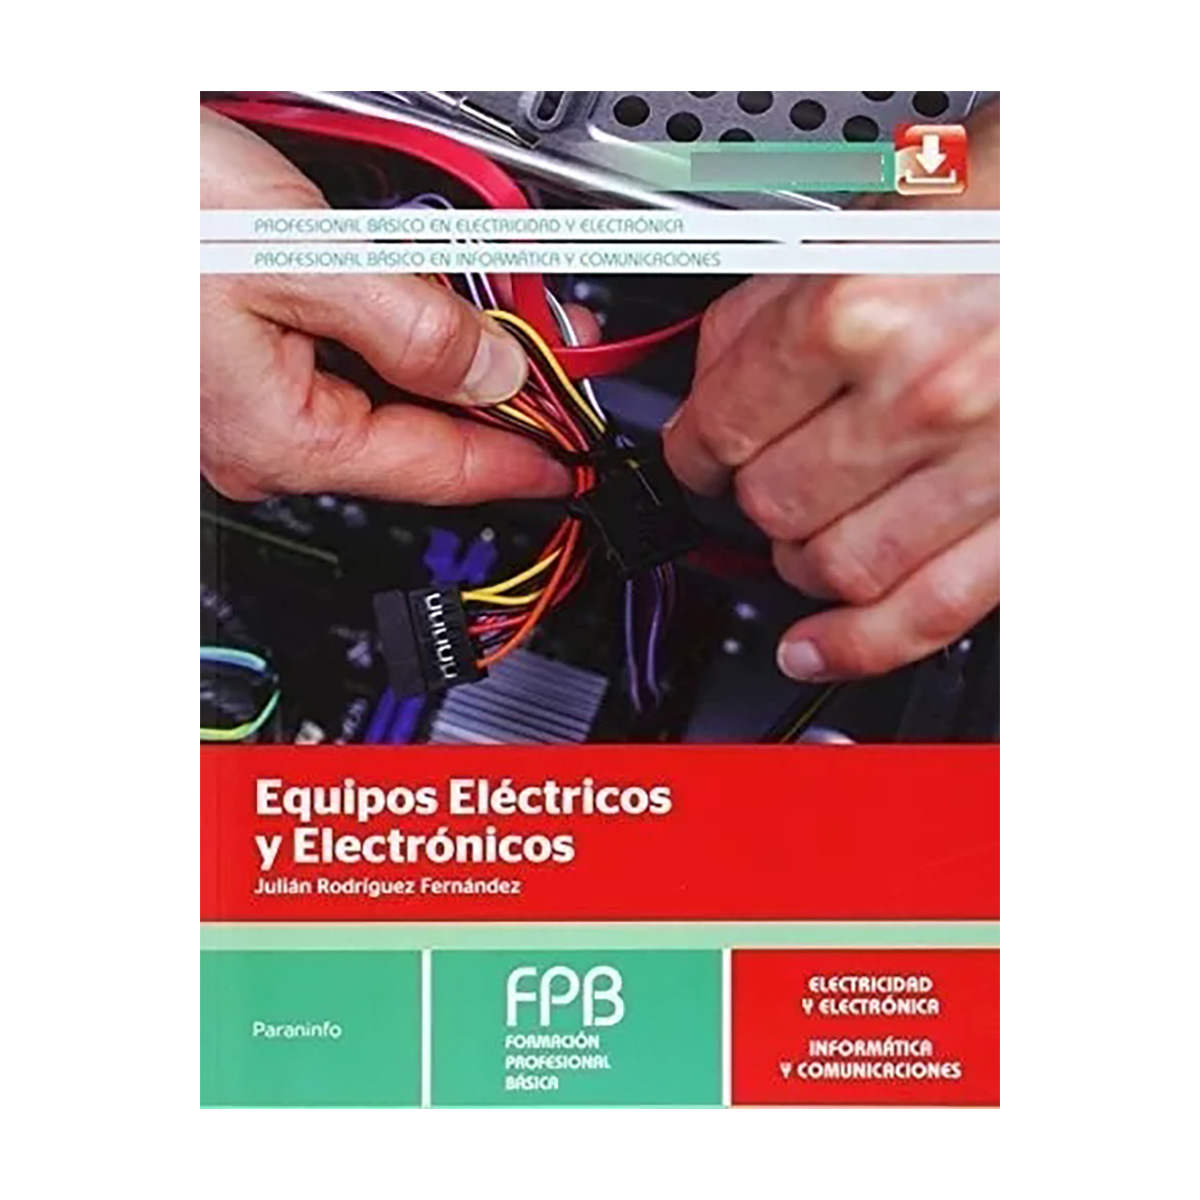 PROFESIONAL BÁSICO EN ELECTRICIDAD Y ELECTRÓNICA
PROFESIONAL BÁSICO EN INFORMÁTICA Y COMUNICACIONES
Equipos Eléctricos
y Electrónicos
Julián Rodríguez Fernández
Paraninfo
FPB
FORMACIÓN
PROFESIONAL
BÁSICA
ELECTRICIDAD
Y ELECTRÓNICA
INFORMÁTICA
Y COMUNICACIONES